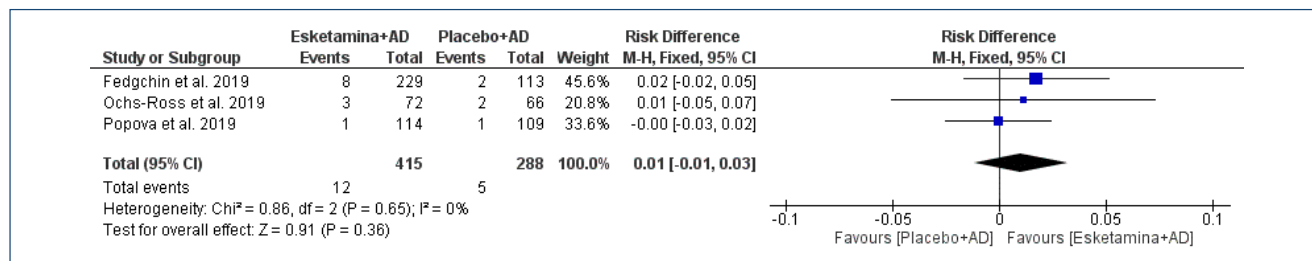 Esketamina+AD Placebo+AD Risk Difference Risk Difference
Study or Subgroup Events Total Events Total Weight M-H, Fixed, 95% CI M-H, Fixed, 95% CI
Fedgchin et al. 2019 8 229 2 113 45.6% 0.02 [-0.02, 0.05]
Ochs-Ross et al. 2019 3 72 2 66 20.8% 0.01 [-0.05, 0.07]
Popova et al. 2019 1 114 1 109 33.6% -0.00 [-0.03, 0.02]
Total (95% CI) 415 288 100.0% 0.01 [-0.01, 0.03]
Total events 12 5
Heterogeneity: Chi² = 0.86, df = 2 (P = 0.65); I² = 0%
Test for overall effect: Z = 0.91 (P = 0.36)
-0.1 -0.05 0 0.05 0.1
Favours [Placebo+AD] Favours [Esketamina+AD]